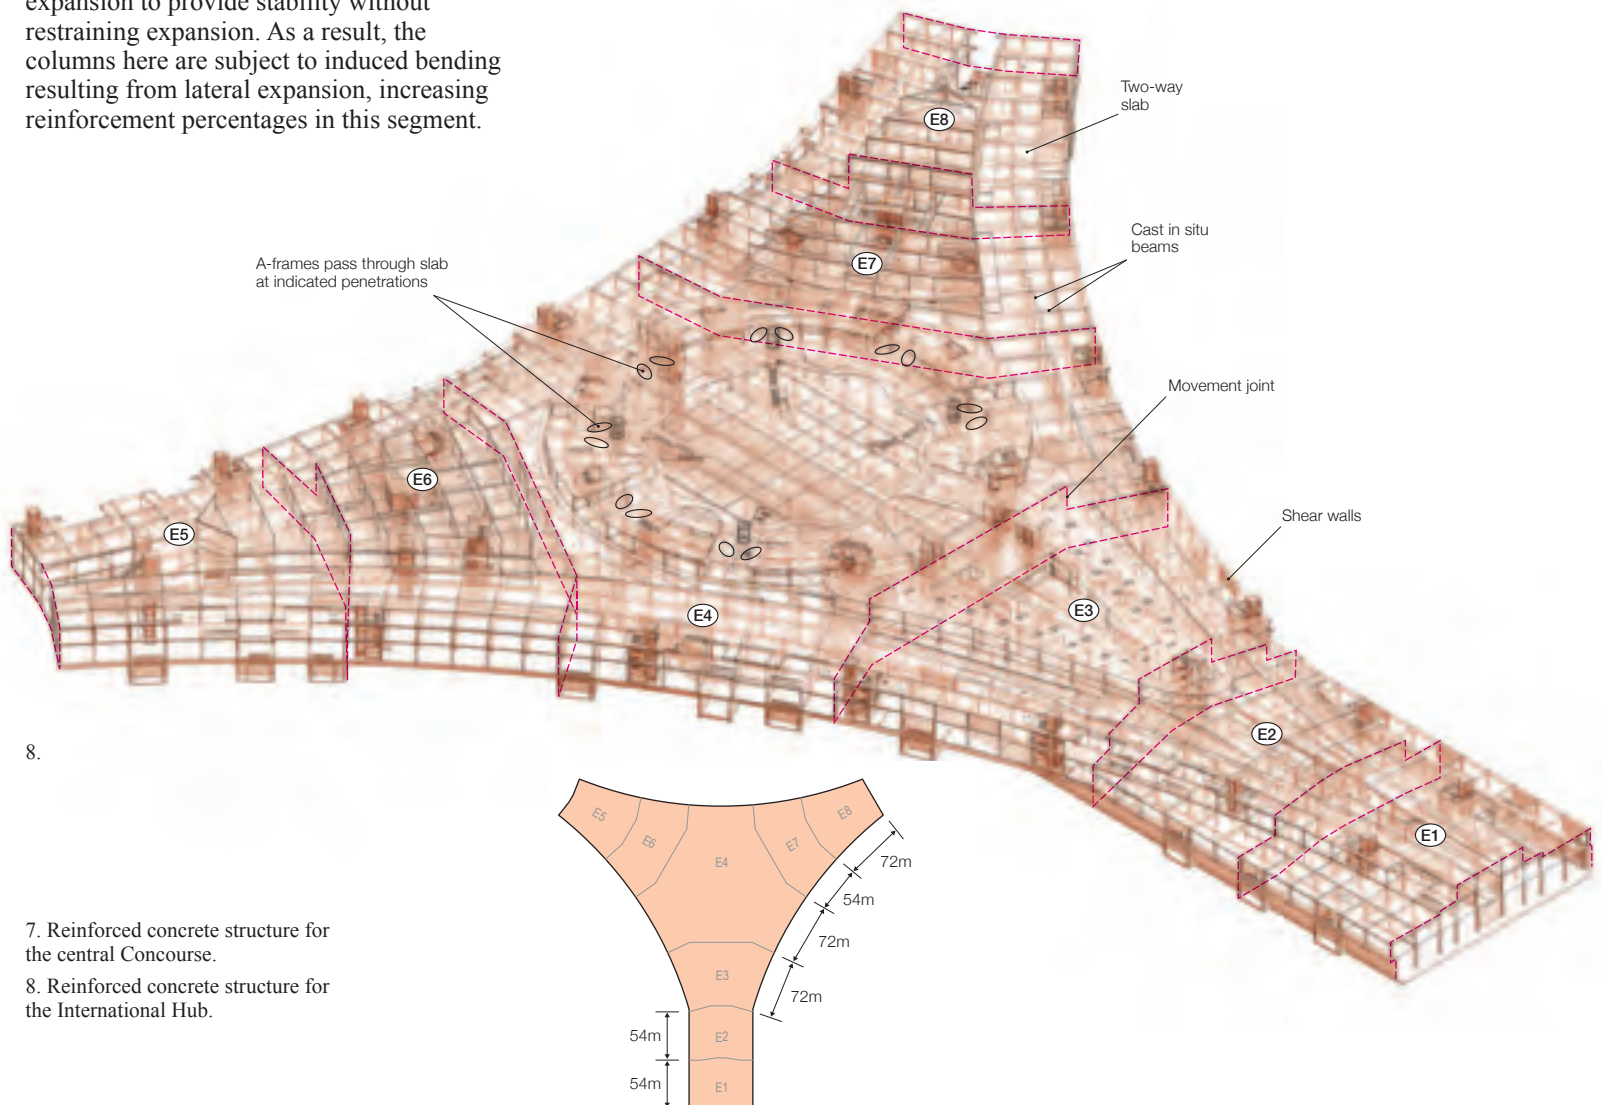 expansion to provide stability without
restraining expansion. As a result, the
columns here are subject to induced bending
resulting from lateral expansion, increasing
reinforcement percentages in this segment.
Two-way
slab
E8
Cast in situ
beams
A-frames pass through slab
at indicated penetrations
E7
Movement joint
E6
Shear walls
E5
E4
E3
E2
E1
8.
E5
E6
E4
E7
E8
72m
54m
72m
E3
72m
54m
E2
54m
E1
7. Reinforced concrete structure for
the central Concourse.
8. Reinforced concrete structure for
the International Hub.